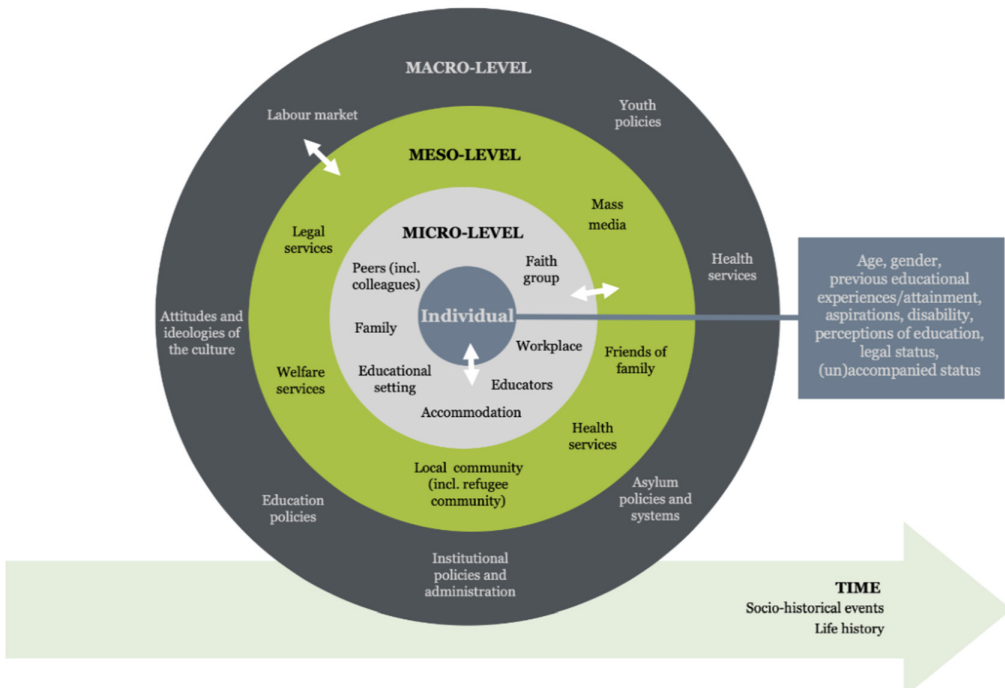 MACRO-LEVEL
Labour market
Youth
policies
Health
services
Asylum
policies and
systems
Institutional
policies and
administration
Education
policies
Attitudes and
ideologies of
the culture
MESO-LEVEL
Mass
media
Friends of
family
Health
services
Local community
(incl. refugee
community)
Welfare
services
Legal
services
MICRO-LEVEL
Peers (incl.
colleagues)
Faith
group
Family
Workplace
Educational
setting
Educators
Accommodation
Individual
Age, gender,
previous educational
experiences/attainment,
aspirations, disability,
perceptions of education,
legal status,
(un)accompanied status
TIME
Socio-historical events
Life history